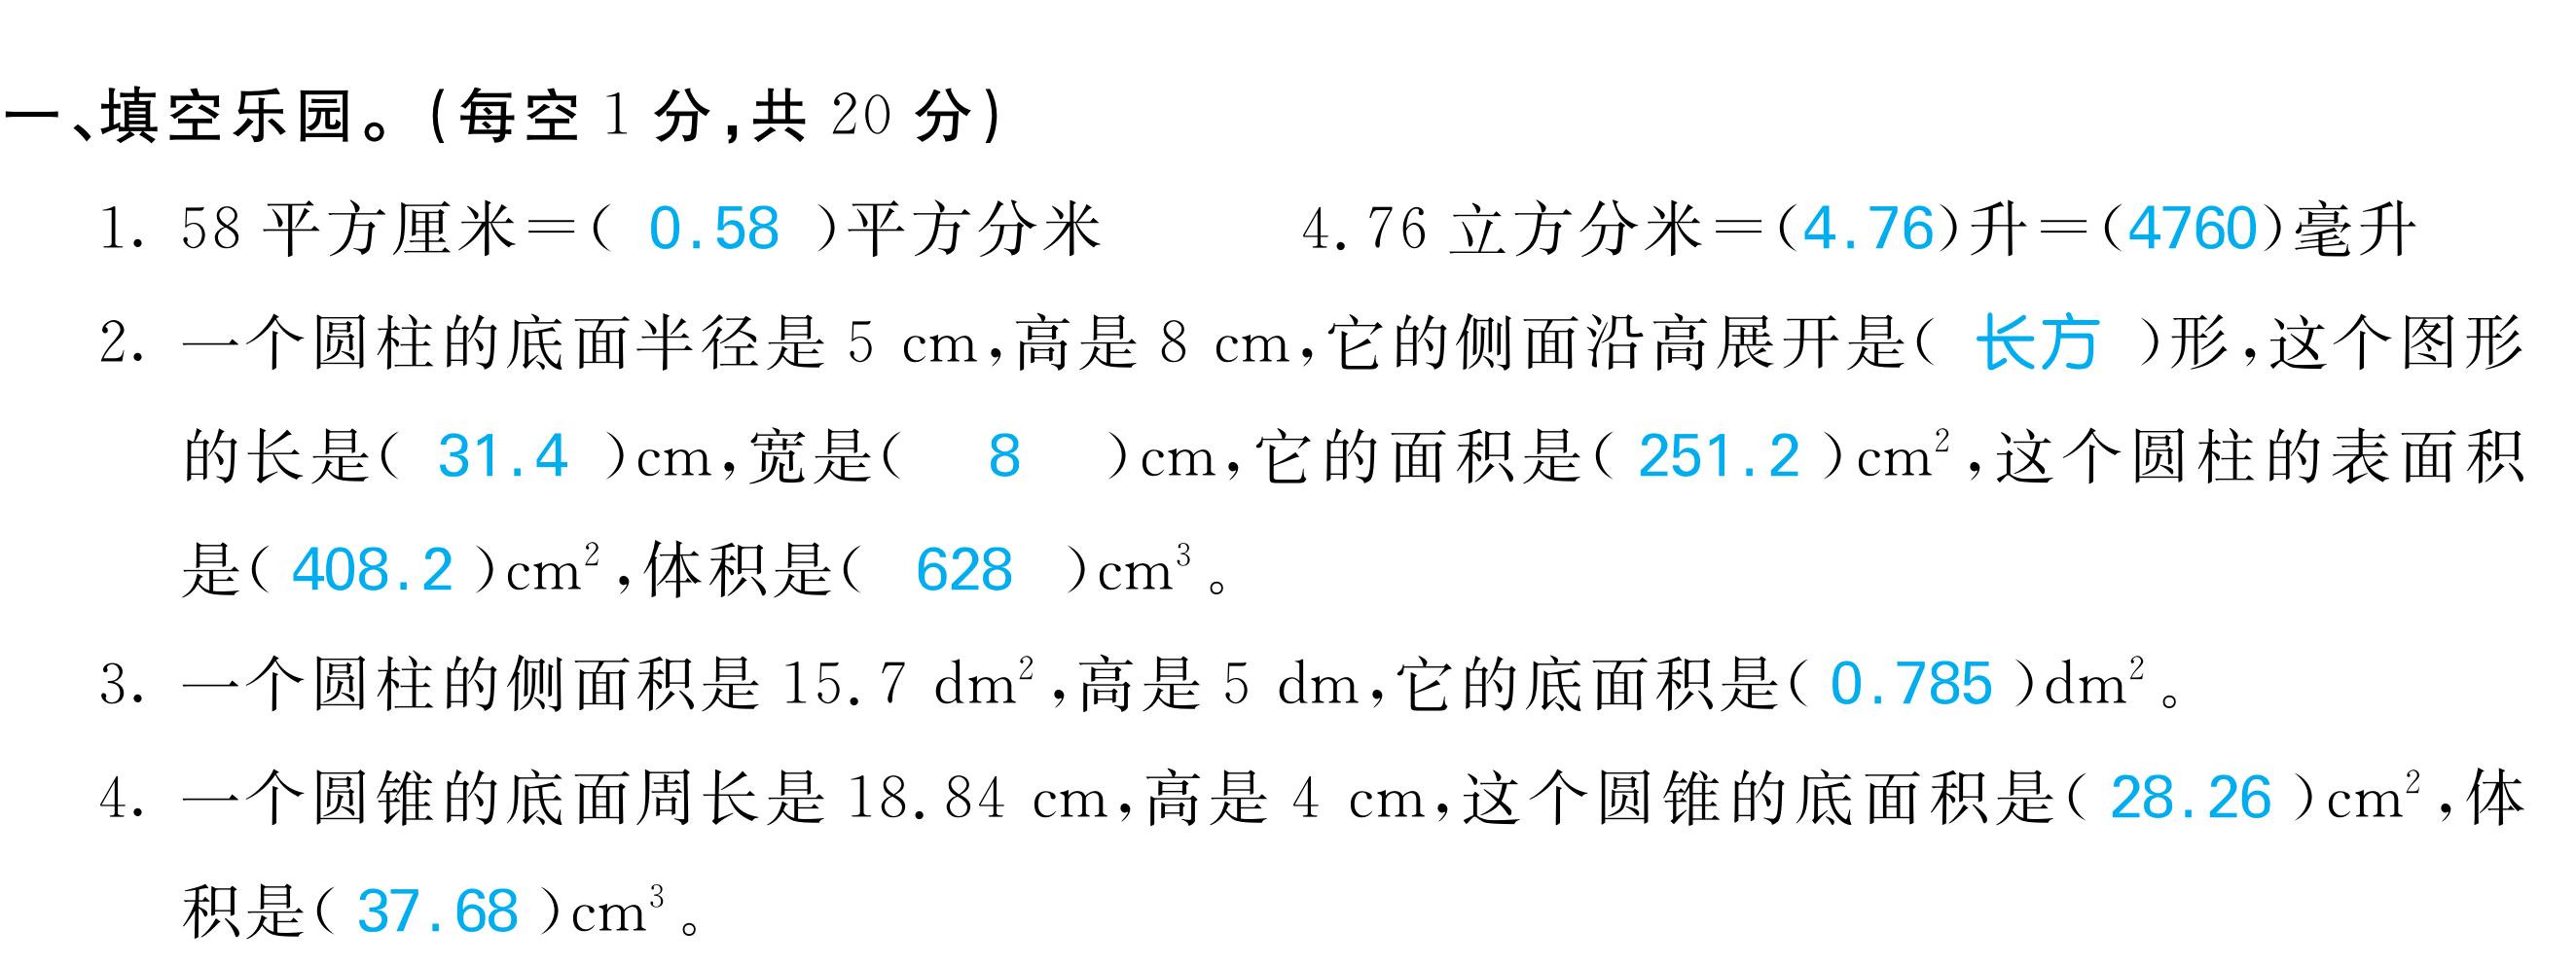 一、填空乐园。(每空 1 分,共 20 分)
1. 58 平方厘米=( 0.58 )平方分米 4.76 立方分米=(4.76)升=(4760)毫升
2. 一个圆柱的底面半径是 5 cm,高是 8 cm,它的侧面沿高展开是( 长方 )形,这个图形
的长是( 31.4 )cm,宽是( 8 )cm,它的面积是( 251.2 )cm²,这个圆柱的表面积
是( 408.2 )cm²,体积是( 628 )cm³。
3. 一个圆柱的侧面积是 15.7 dm²,高是 5 dm,它的底面积是( 0.785 )dm²。
4. 一个圆锥的底面周长是 18.84 cm,高是 4 cm,这个圆锥的底面积是( 28.26 )cm²,体
积是( 37.68 )cm³。